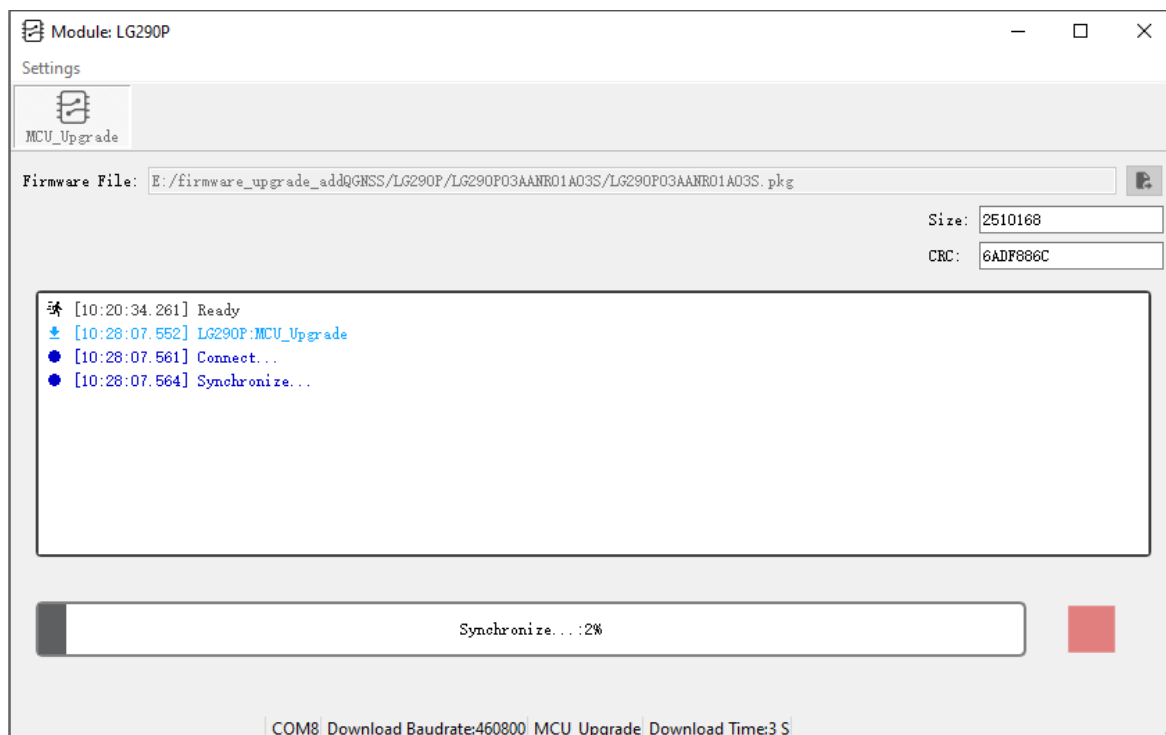 Module: LG290P
Settings
MCU_Upgrade
Firmware File: E:/firmware_upgrade_addQGNSS/LG290P/LG290P03AANR01A03S/LG290P03AANR01A03S.pkg
Size: 2510168
CRC: 6ADF886C
[10:20:34.261] Ready
[10:28:07.552] LG290P:MCU_Upgrade
[10:28:07.561] Connect...
[10:28:07.564] Synchronize...
Synchronize...:2%
COM8 Download Baudrate:460800 MCU_Upgrade Download Time:3 S